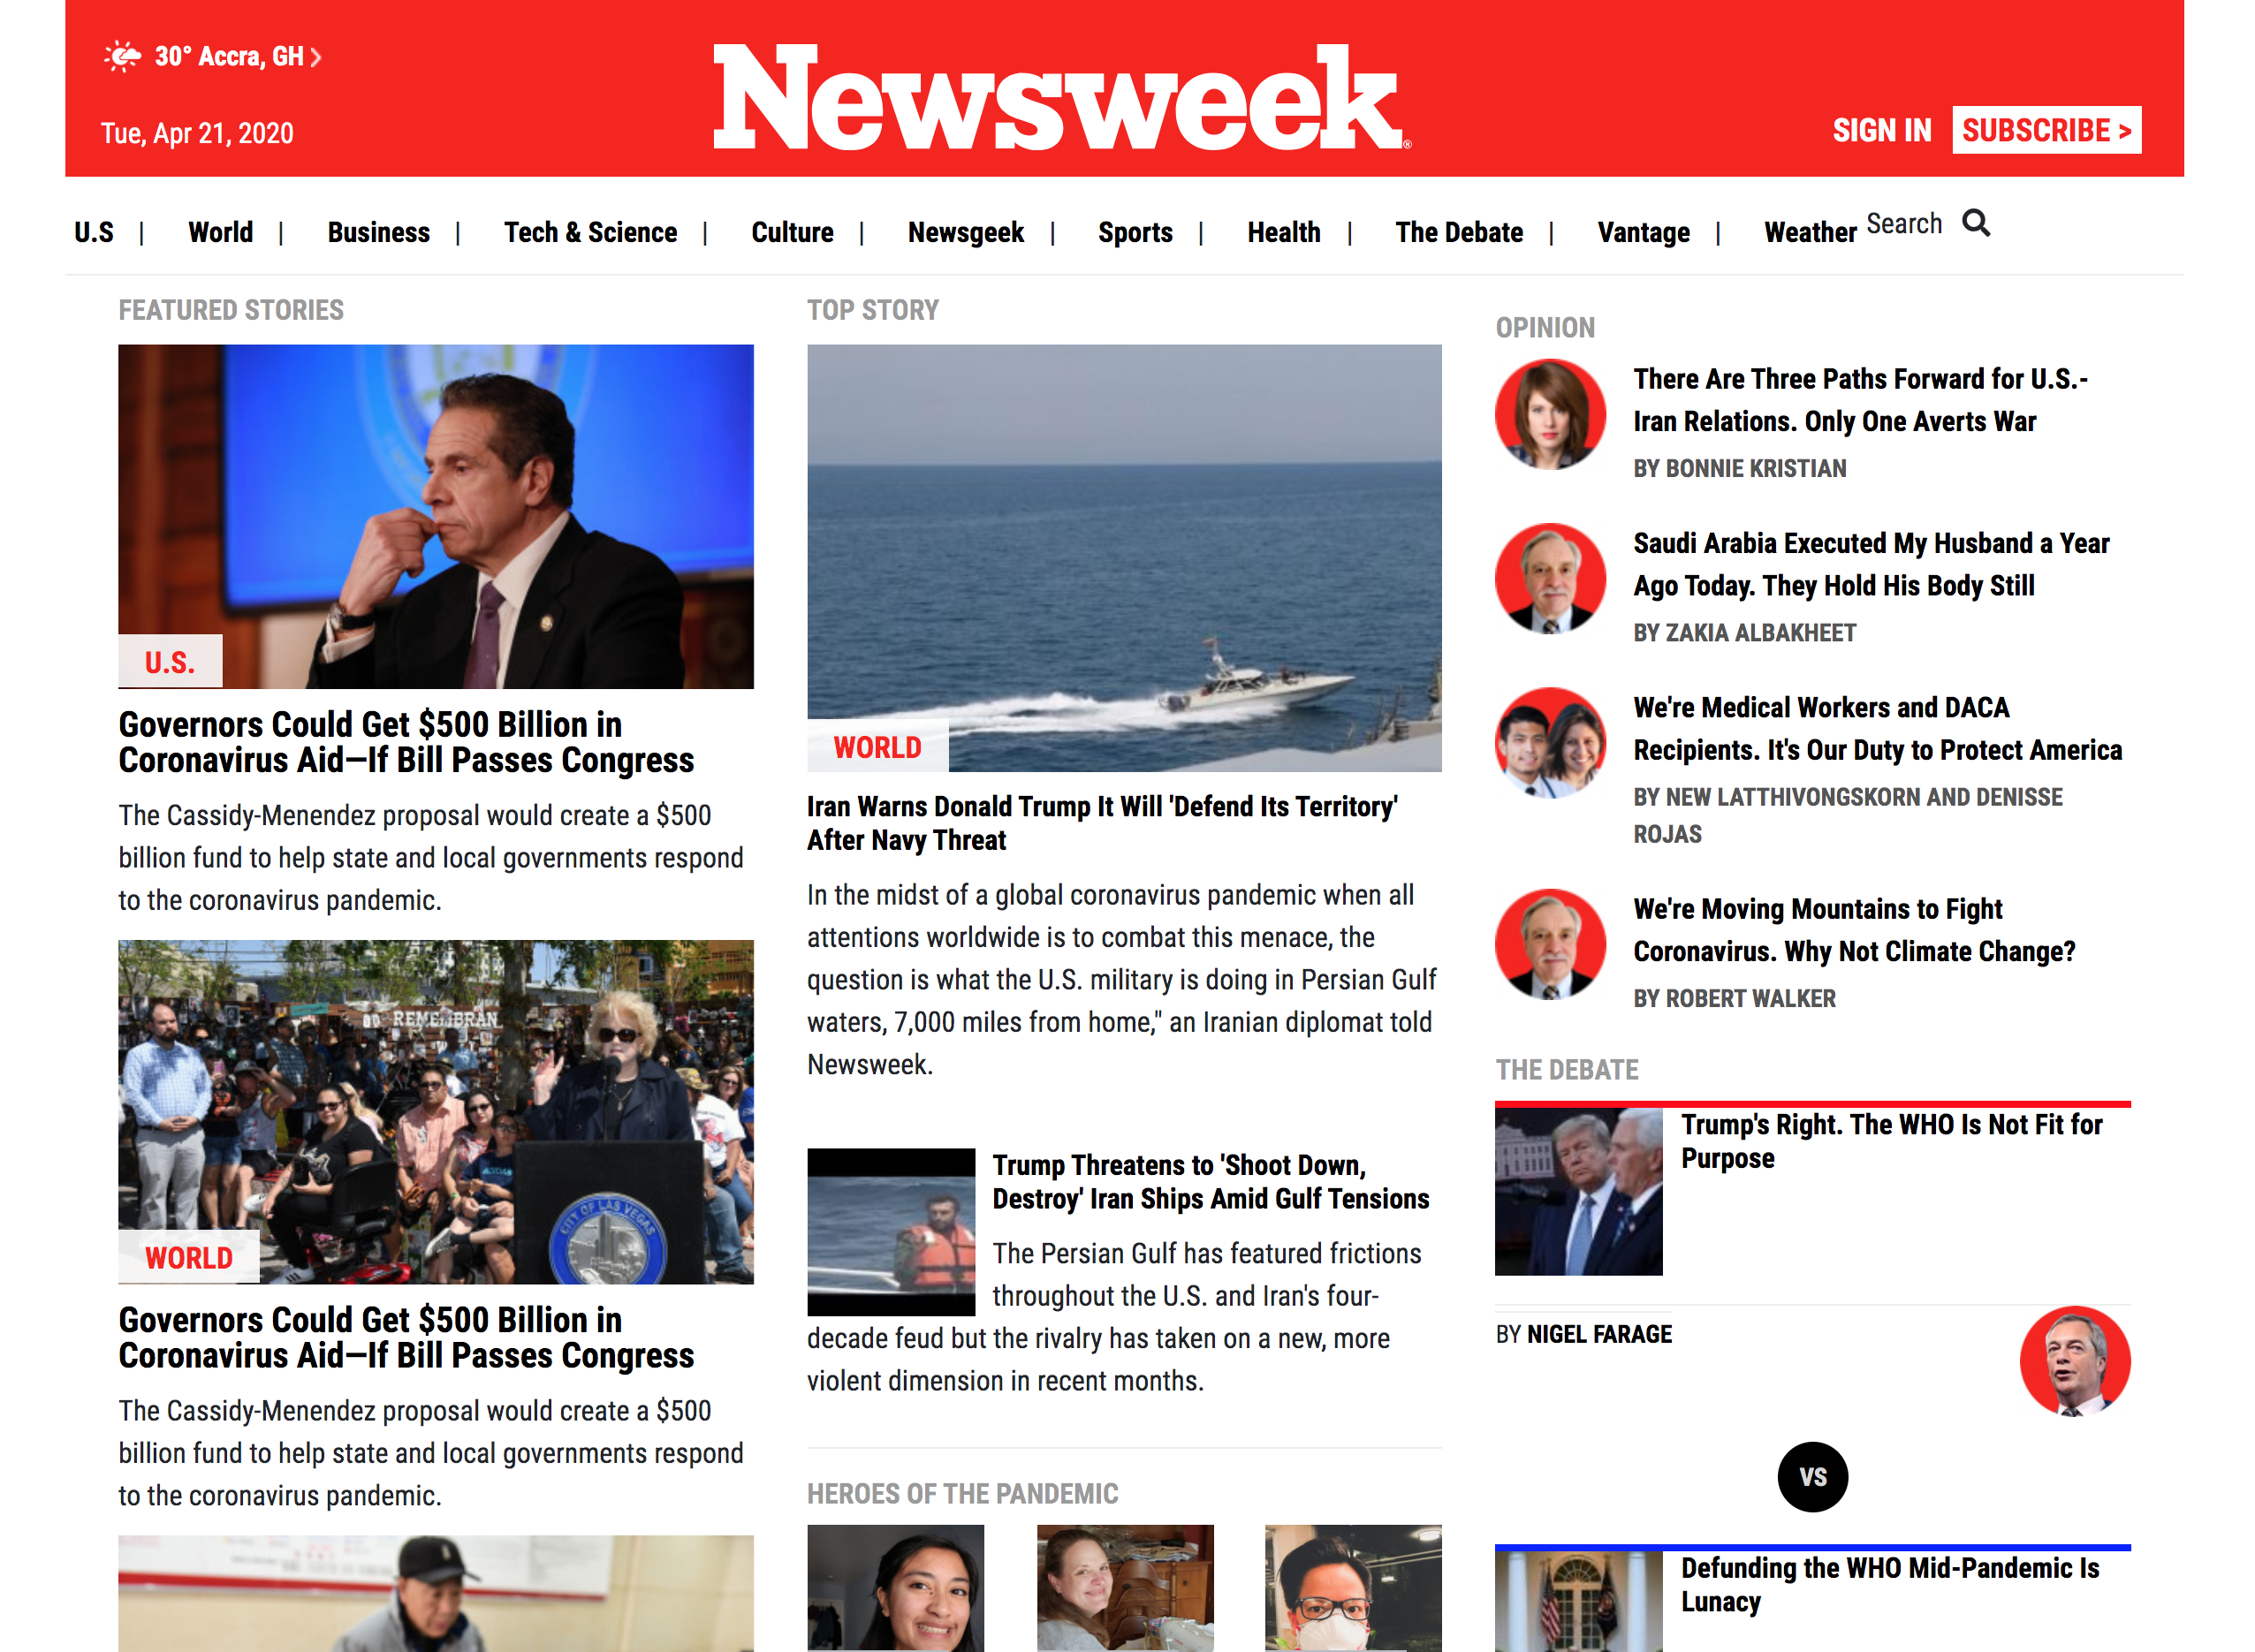 30° Accra, GH
Tue, Apr 21, 2020
Newsweek®
SIGN IN
SUBSCRIBE >
U.S | World | Business | Tech & Science | Culture | Newsgeek | Sports | Health | The Debate | Vantage | Weather
Search
FEATURED STORIES
U.S.
Governors Could Get $500 Billion in
Coronavirus Aid—If Bill Passes Congress
The Cassidy-Menendez proposal would create a $500
billion fund to help state and local governments respond
to the coronavirus pandemic.
REMEMBRAN
CITY OF LAS VEGAS
WORLD
Governors Could Get $500 Billion in
Coronavirus Aid—If Bill Passes Congress
The Cassidy-Menendez proposal would create a $500
billion fund to help state and local governments respond
to the coronavirus pandemic.
TOP STORY
WORLD
Iran Warns Donald Trump It Will 'Defend Its Territory'
After Navy Threat
In the midst of a global coronavirus pandemic when all
attentions worldwide is to combat this menace, the
question is what the U.S. military is doing in Persian Gulf
waters, 7,000 miles from home," an Iranian diplomat told
Newsweek.
Trump Threatens to 'Shoot Down,
Destroy' Iran Ships Amid Gulf Tensions
The Persian Gulf has featured frictions
throughout the U.S. and Iran's four-
decade feud but the rivalry has taken on a new, more
violent dimension in recent months.
HEROES OF THE PANDEMIC
OPINION
There Are Three Paths Forward for U.S.-
Iran Relations. Only One Averts War
BY BONNIE KRISTIAN
Saudi Arabia Executed My Husband a Year
Ago Today. They Hold His Body Still
BY ZAKIA ALBAKHEET
We're Medical Workers and DACA
Recipients. It's Our Duty to Protect America
BY NEW LATTHIVONGSKORN AND DENISSE
ROJAS
We're Moving Mountains to Fight
Coronavirus. Why Not Climate Change?
BY ROBERT WALKER
THE DEBATE
Trump's Right. The WHO Is Not Fit for
Purpose
BY NIGEL FARAGE
VS
Defunding the WHO Mid-Pandemic Is
Lunacy